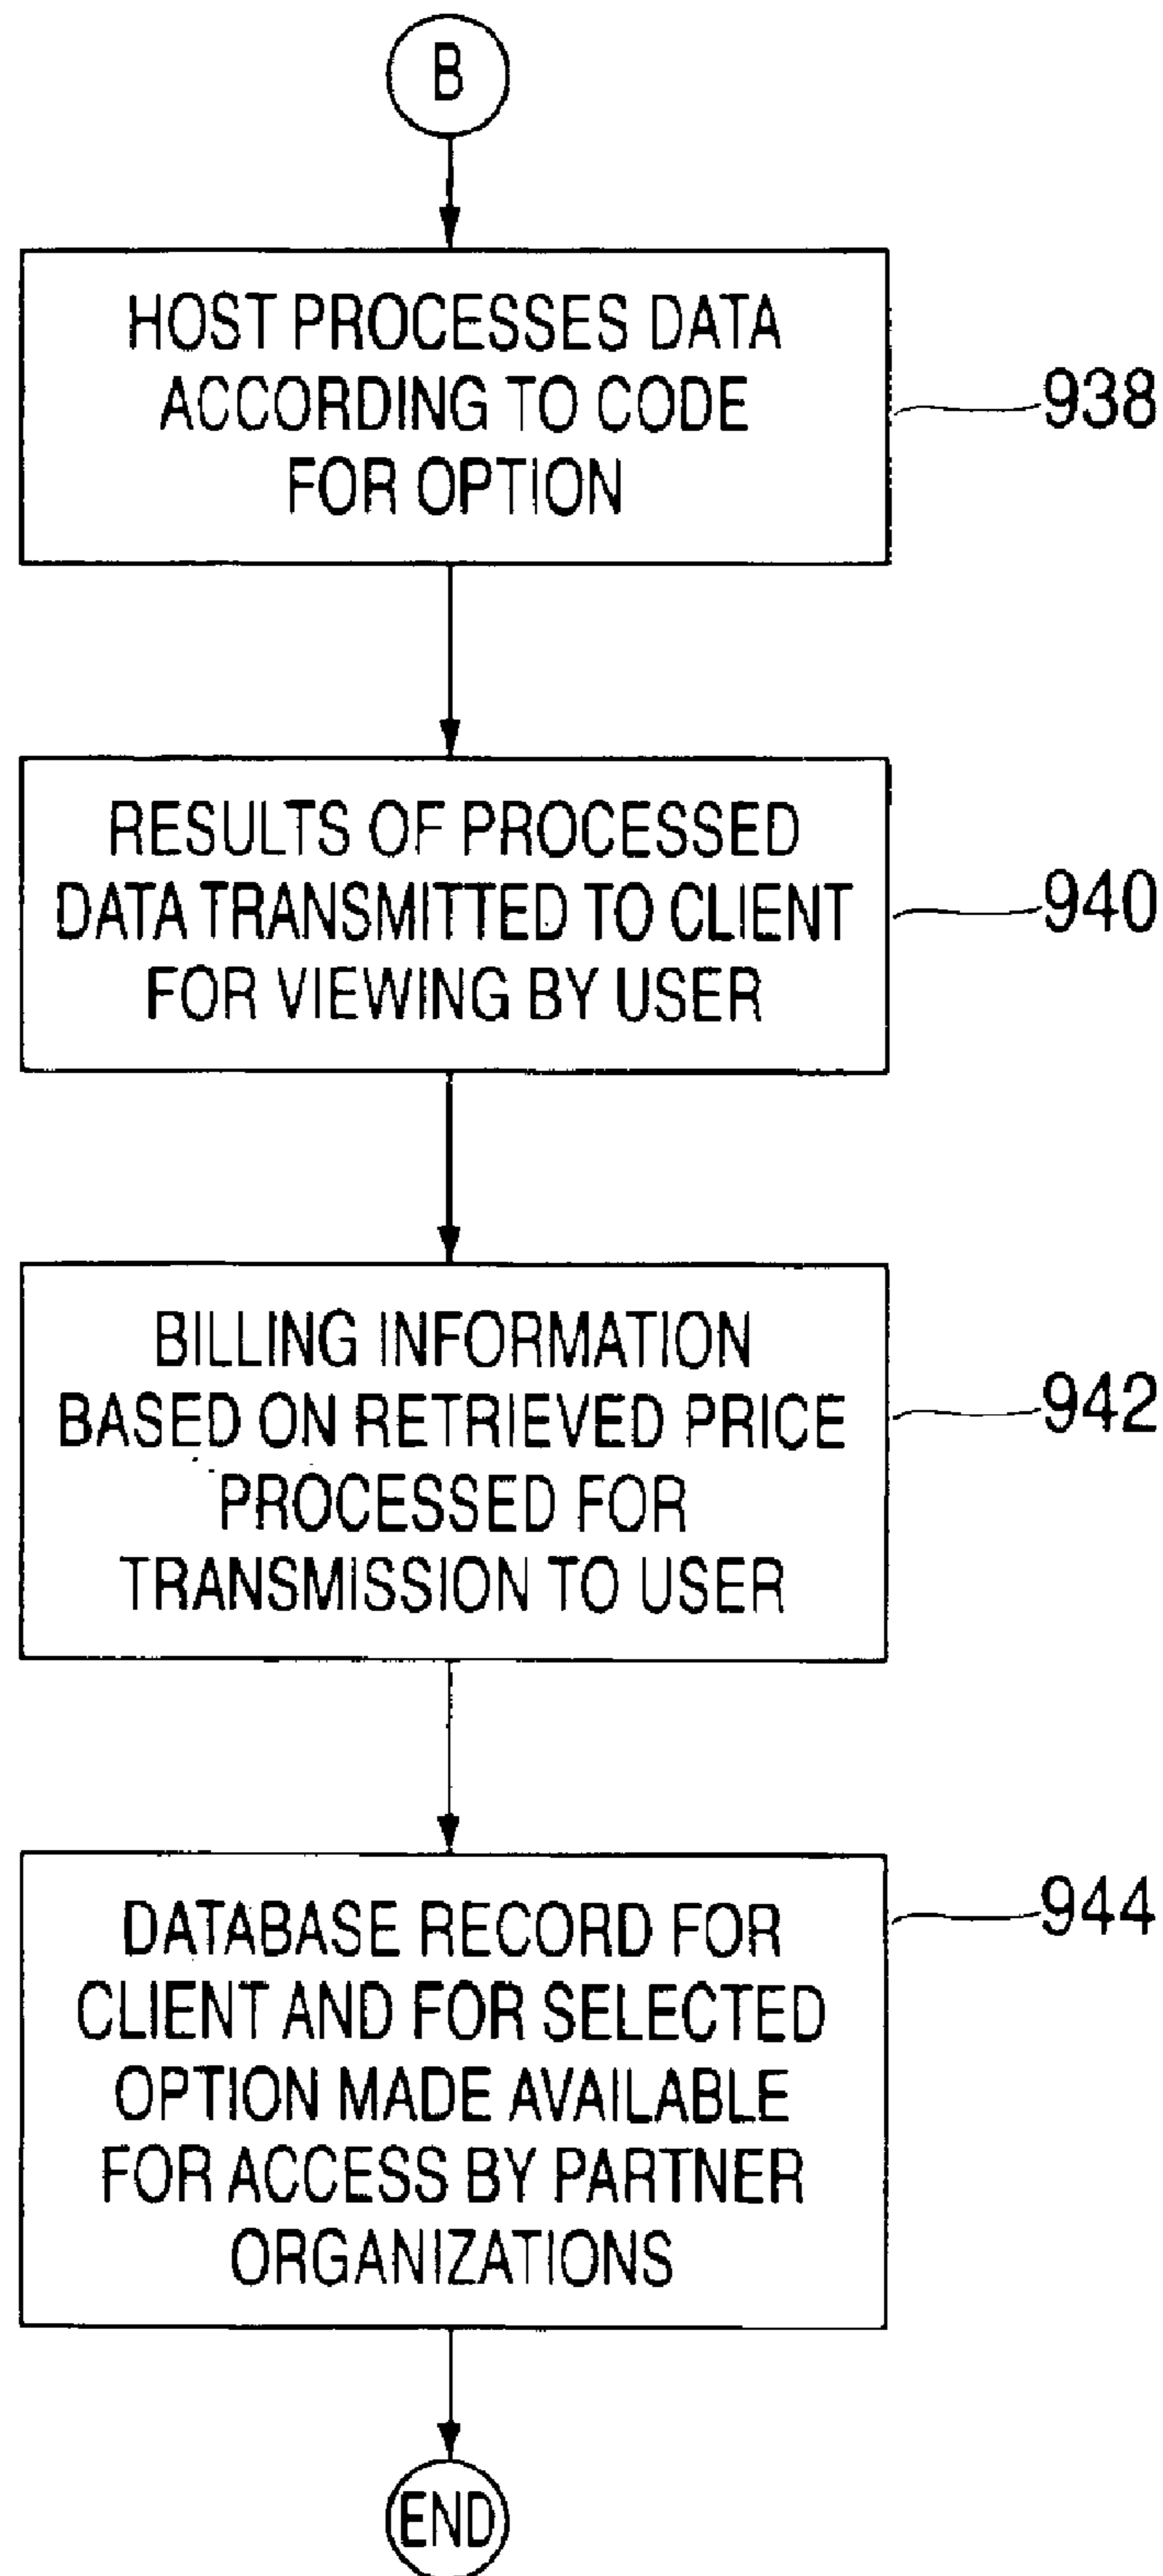 B
HOST PROCESSES DATA
ACCORDING TO CODE
FOR OPTION
938
RESULTS OF PROCESSED
DATA TRANSMITTED TO CLIENT
FOR VIEWING BY USER
940
BILLING INFORMATION
BASED ON RETRIEVED PRICE
PROCESSED FOR
TRANSMISSION TO USER
942
DATABASE RECORD FOR
CLIENT AND FOR SELECTED
OPTION MADE AVAILABLE
FOR ACCESS BY PARTNER
ORGANIZATIONS
944
END